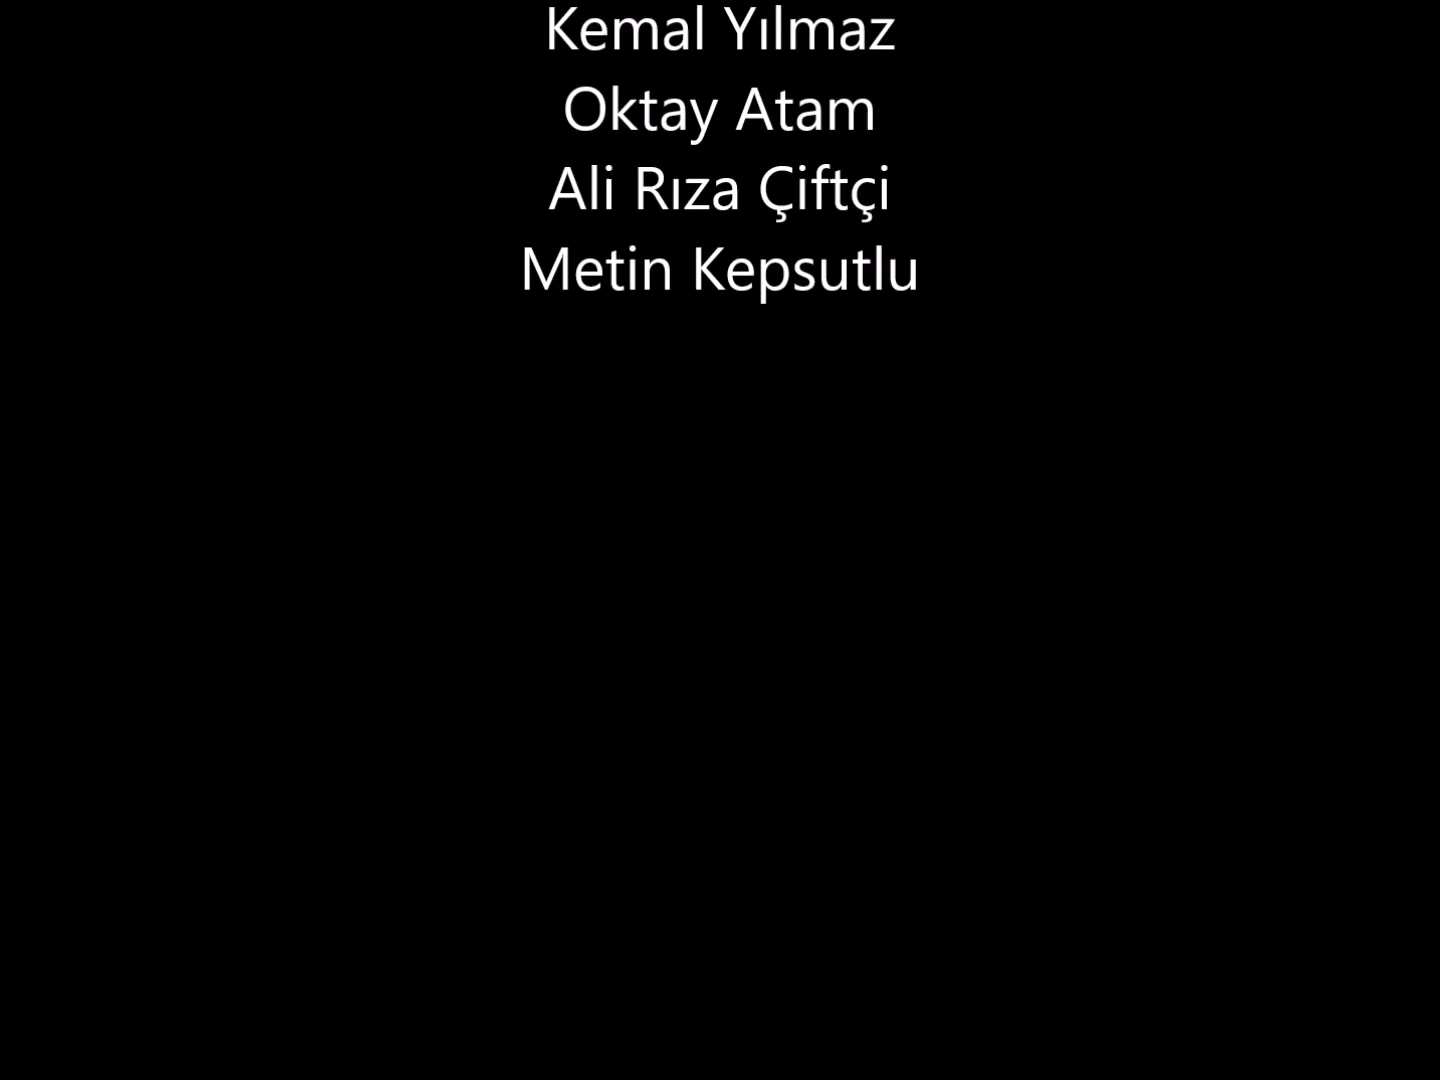 Kemal Yılmaz
Oktay Atam
Ali Rıza Çiftçi
Metin Kepsutlu